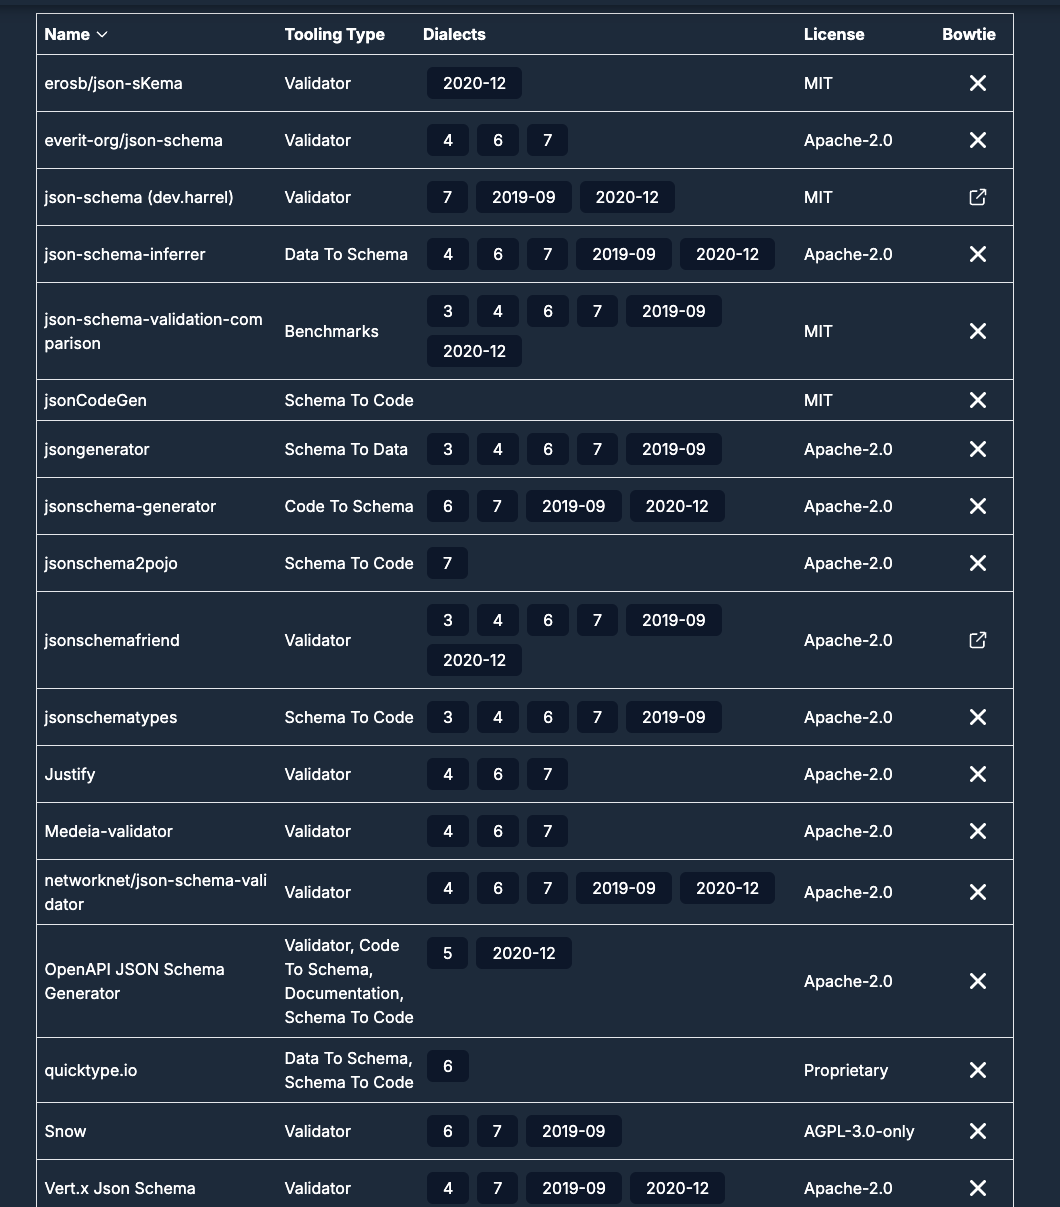 Name Tooling Type Dialects License Bowtie
erosb/json-sKema Validator 2020-12 MIT
everit-org/json-schema Validator 4 6 7 Apache-2.0
json-schema (dev.harrel) Validator 7 2019-09 2020-12 MIT
json-schema-inferrer Data To Schema 4 6 7 2019-09 2020-12 Apache-2.0
json-schema-validation-com
parison
Benchmarks
3 4 6 7 2019-09
2020-12
MIT
jsonCodeGen Schema To Code MIT
jsongenerator Schema To Data 3 4 6 7 2019-09 Apache-2.0
jsonschema-generator Code To Schema 6 7 2019-09 2020-12 Apache-2.0
jsonschema2pojo Schema To Code 7 Apache-2.0
jsonschemafriend Validator
3 4 6 7 2019-09
2020-12
Apache-2.0
jsonschematypes Schema To Code 3 4 6 7 2019-09 Apache-2.0
Justify Validator 4 6 7 Apache-2.0
Medeia-validator Validator 4 6 7 Apache-2.0
networknt/json-schema-vali
dator
Validator
4 6 7 2019-09 2020-12
Apache-2.0
OpenAPI JSON Schema
Generator
Validator, Code
To Schema,
Documentation,
Schema To Code
5 2020-12
Apache-2.0
quicktype.io
Data To Schema,
Schema To Code
6
Proprietary
Snow Validator 6 7 2019-09 AGPL-3.0-only
Vert.x Json Schema Validator 4 7 2019-09 2020-12 Apache-2.0